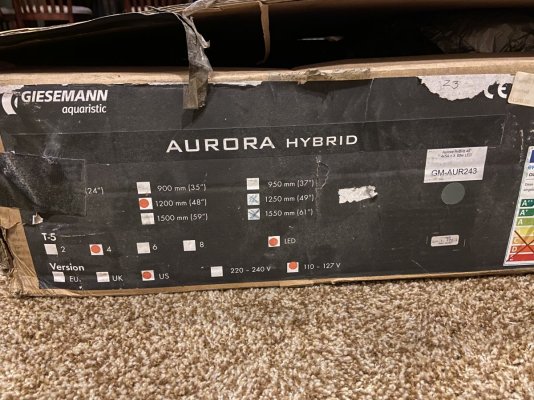 23
CE
GIESEMANN
aquaristic
AURORA HYBRID
GM-AUR243
(24")
900 mm (35")
950 mm (37")
1200 mm (48")
1250 mm (49")
1500 mm (59")
1550 mm (61")
T-5
2
4
6
8
LED
Version
EU
UK
US
220 – 240 V
110 – 127 V